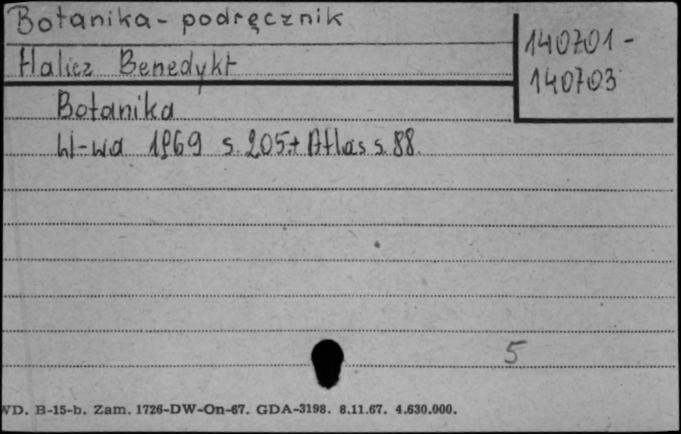 Botanika - podręcznik
140701 -
140703
Halicz Benedykt
Botanika
W-wa 1969 s. 205 + Atlas s. 88.
5
WD. B-15-b. Zam. 1726-DW-On-67. GDA-3198. 8.11.67. 4.630.000.